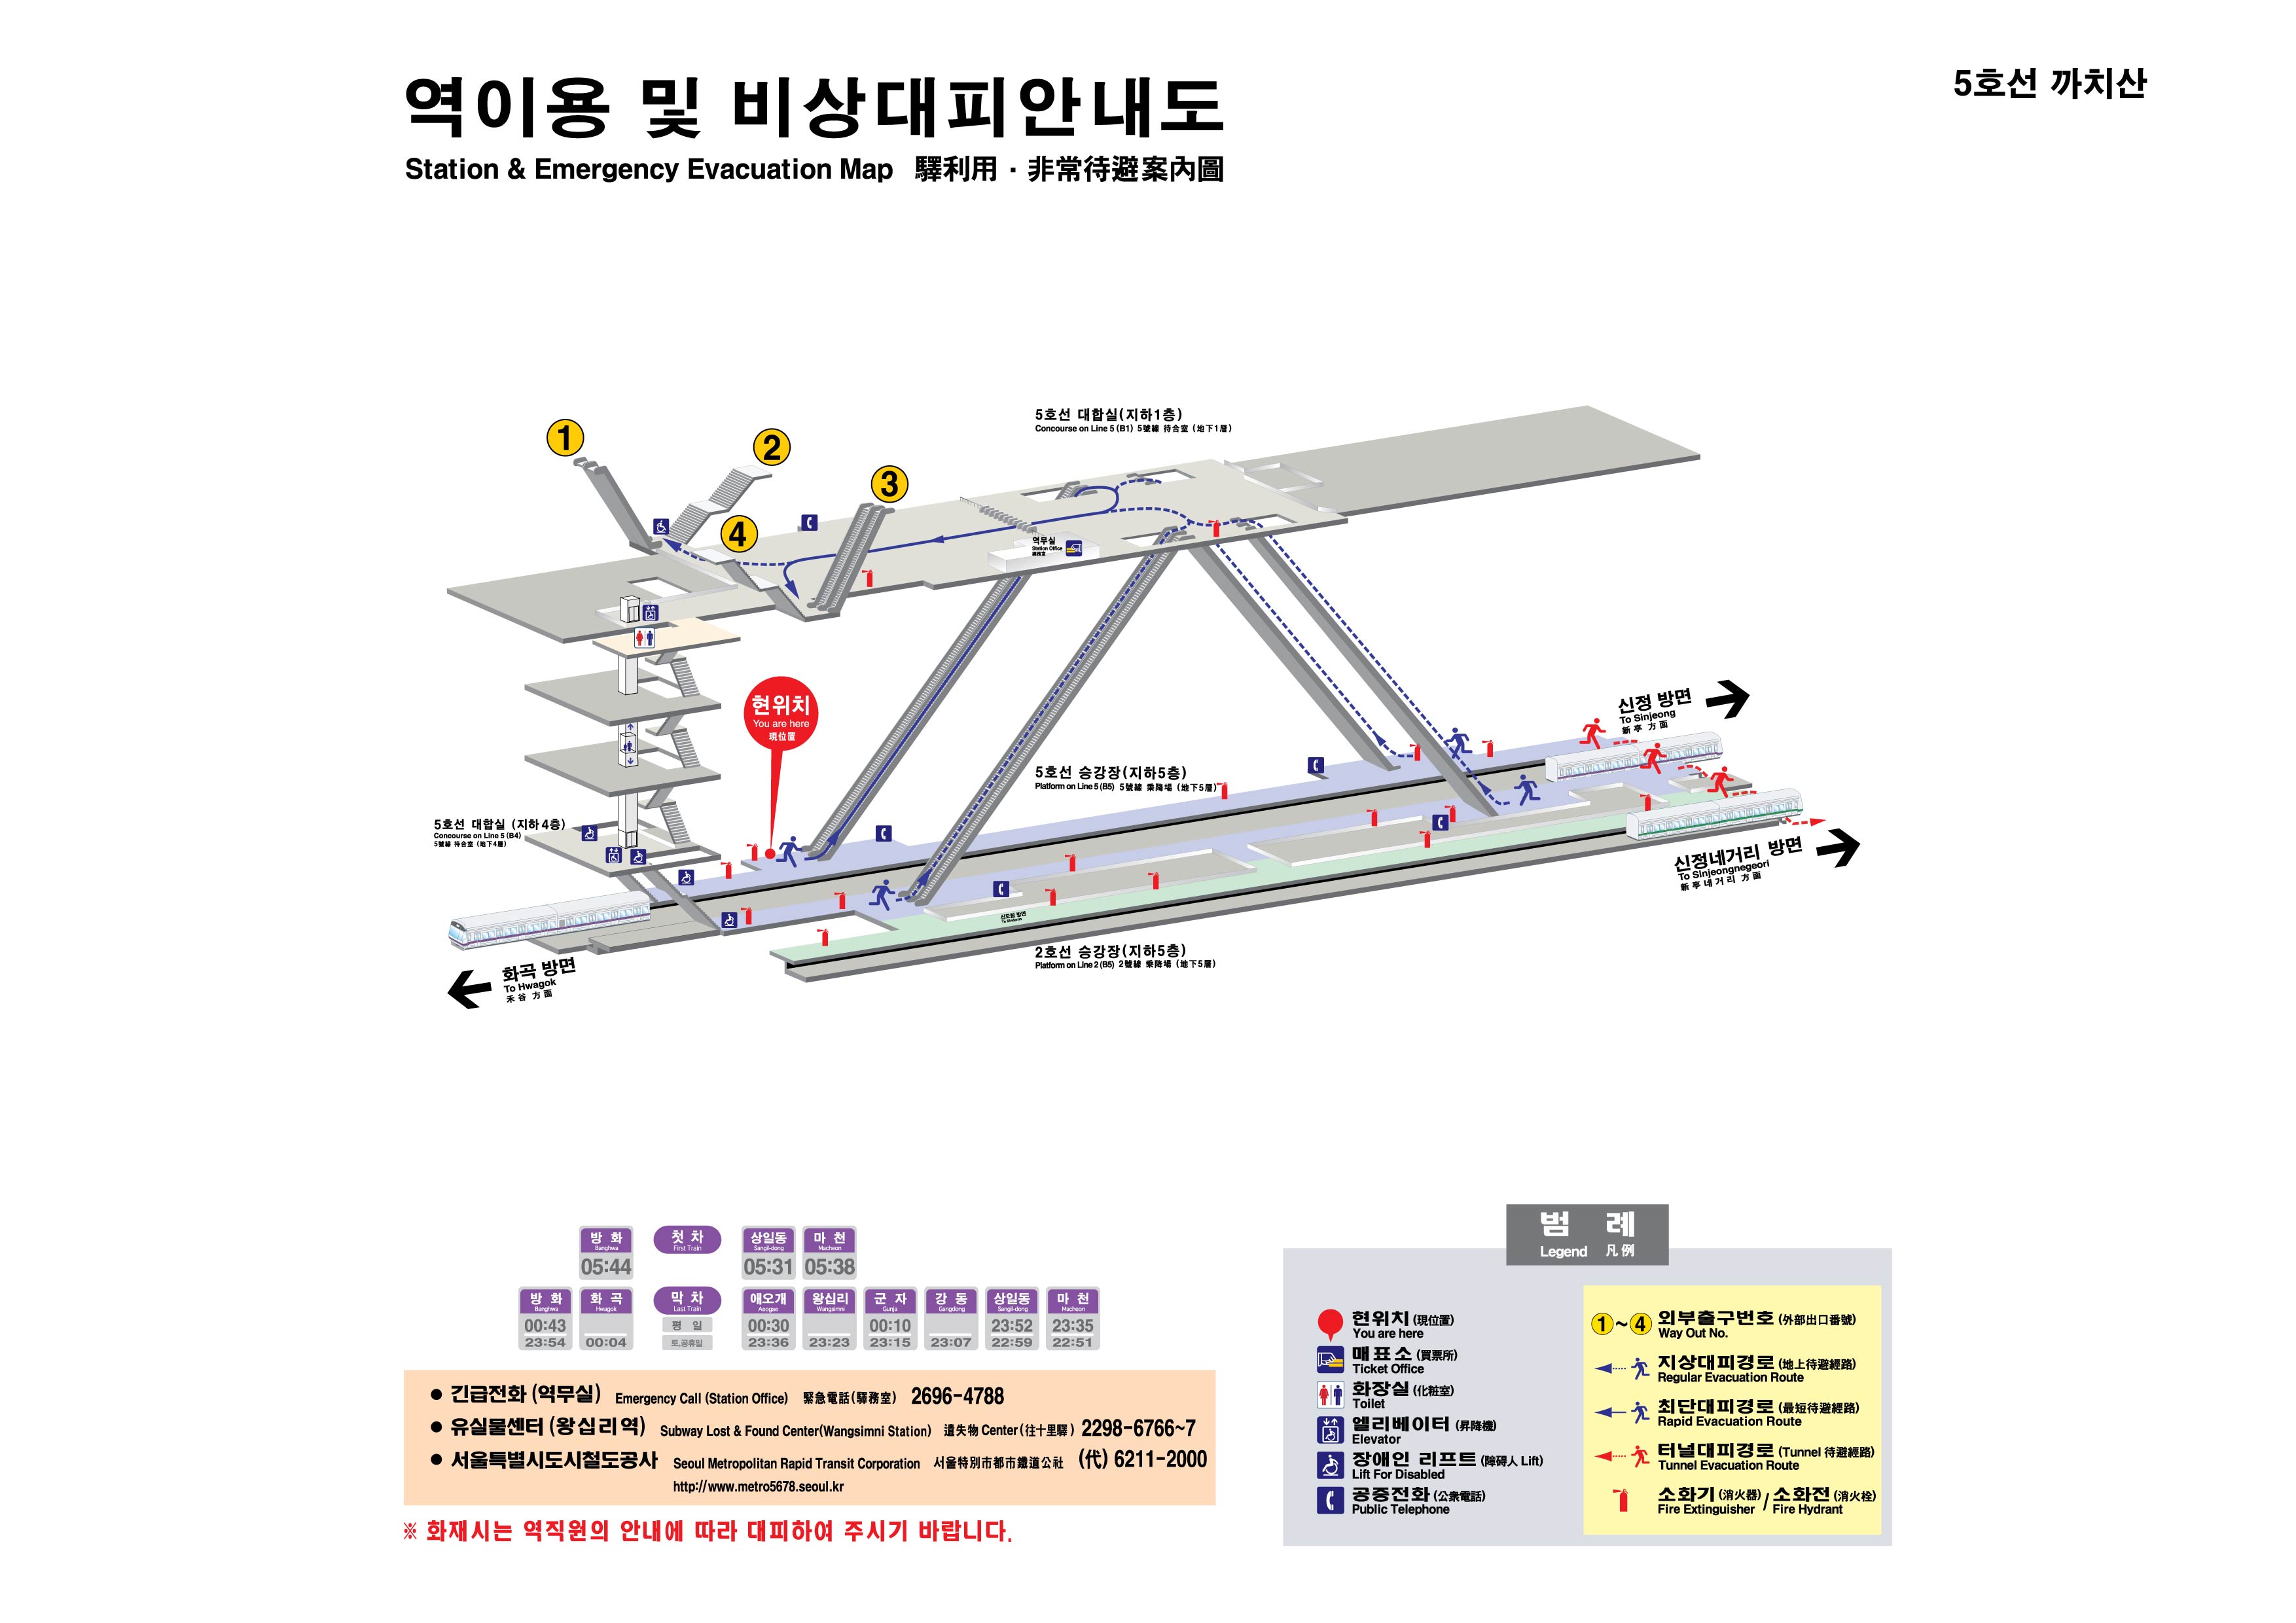 역이용 및 비상대피안내도
Station & Emergency Evacuation Map 驛利用 · 非常待避案內圖
5호선 까치산
5호선 대합실(지하1층)
Concourse on Line 5 (B1) 5號線 待合室 (地下1層)
1
2
3
4
역무실
Station Office
驛務室
현위치
You are here
現位置
신정 방면
To Sinjeong
新亭 方面
5호선 승강장(지하5층)
Platform on Line 5 (B5) 5號線 乘降場 (地下5層)
5호선 대합실 (지하4층)
Concourse on Line 5 (B4)
5號線 待合室 (地下4層)
신정네거리 방면
To Sinjeongnegeori
新亭네거리 方面
신도림 방면
2호선 승강장(지하5층)
Platform on Line 2 (B5) 2號線 乘降場 (地下5層)
화곡 방면
To Hwagok
禾谷 方面
방 화 첫 차 상일동 마 천
Banghwa First Train Sangil-dong Macheon
05:44 05:31 05:38
방 화 화 곡 막 차 애오개 왕십리 군 자 강 동 상일동 마 천
Banghwa Hwagok Last Train Aeogae Wangsimni Gunja Gangdong Sangil-dong Macheon
00:43 평 일 00:30 00:10 23:52 23:35
23:54 00:04 토.공휴일 23:36 23:23 23:15 23:07 22:59 22:51
● 긴급전화 (역무실) Emergency Call (Station Office) 緊急電話(驛務室) 2696-4788
● 유실물센터 (왕십리역) Subway Lost & Found Center(Wangsimni Station) 遺失物 Center (往十里驛) 2298-6766~7
● 서울특별시도시철도공사 Seoul Metropolitan Rapid Transit Corporation 서울特別市都市鐵道公社 (代) 6211-2000
http://www.metro5678.seoul.kr
※ 화재시는 역직원의 안내에 따라 대피하여 주시기 바랍니다.
범 례
Legend 凡例
현위치 (現位置)
You are here
매표소 (買票所)
Ticket Office
화장실 (化粧室)
Toilet
엘리베이터 (昇降機)
Elevator
장애인 리프트 (障碍人 Lift)
Lift For Disabled
공중전화 (公衆電話)
Public Telephone
1~4 외부출구번호 (外部出口番號)
Way Out No.
지상대피경로 (地上待避經路)
Regular Evacuation Route
최단대피경로 (最短待避經路)
Rapid Evacuation Route
터널대피경로 (Tunnel 待避經路)
Tunnel Evacuation Route
소화기 (消火器) / 소화전 (消火栓)
Fire Extinguisher / Fire Hydrant